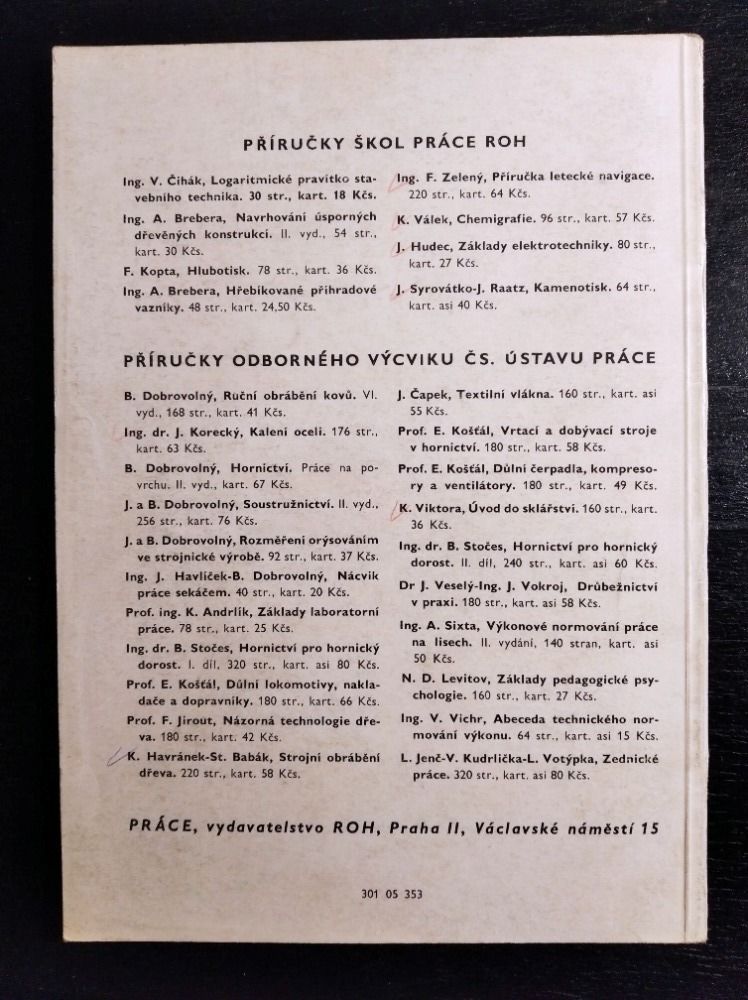 PŘÍRUČKY ŠKOL PRÁCE ROH
Ing. V. Čihák, Logaritmické pravítko sta-
vebního technika. 30 str., kart. 18 Kčs.
Ing. A. Brebera, Navrhování úsporných
dřevěných konstrukcí. II. vyd., 54 str.,
kart. 30 Kčs.
F. Kopta, Hlubotisk. 78 str., kart. 36 Kčs.
Ing. A. Brebera, Hřebíkované příhradové
vazníky. 48 str., kart. 24,50 Kčs.
Ing. F. Zelený, Příručka letecké navigace.
220 str., kart. 64 Kčs.
K. Válek, Chemigrafie. 96 str., kart. 57 Kčs.
J. Hudec, Základy elektrotechniky. 80 str.,
kart. 27 Kčs.
J. Syrovátko-J. Raatz, Kamenotisk. 64 str.,
kart. asi 40 Kčs.
PŘÍRUČKY ODBORNÉHO VÝCVIKU ČS. ÚSTAVU PRÁCE
B. Dobrovolný, Ruční obrábění kovů. VI.
vyd., 168 str., kart. 41 Kčs.
Ing. dr. J. Korecký, Kalení oceli. 176 str.,
kart. 63 Kčs.
B. Dobrovolný, Hornictví. Práce na po-
vrchu. II. vyd., kart. 67 Kčs.
J. a B. Dobrovolný, Soustružnictví. II. vyd.,
256 str., kart. 76 Kčs.
J. a B. Dobrovolný, Rozměření orýsováním
ve strojnické výrobě. 92 str., kart. 37 Kčs.
Ing. J. Havlíček-B. Dobrovolný, Nácvik
práce sekáčem. 40 str., kart. 20 Kčs.
Prof. ing. K. Andrlík, Základy laboratorní
práce. 78 str., kart. 25 Kčs.
Ing. dr. B. Stočes, Hornictví pro hornický
dorost. I. díl, 320 str., kart. asi 80 Kčs.
Prof. E. Košťál, Důlní lokomotivy, nakla-
dače a dopravníky. 180 str., kart. 66 Kčs.
Prof. F. Jirout, Názorná technologie dře-
va. 180 str., kart. 42 Kčs.
K. Havránek-St. Babák, Strojní obrábění
dřeva. 220 str., kart. 58 Kčs.
J. Čapek, Textilní vlákna. 160 str., kart. asi
55 Kčs.
Prof. E. Košťál, Vrtací a dobývací stroje
v hornictví. 180 str., kart. 58 Kčs.
Prof. E. Košťál, Důlní čerpadla, kompreso-
ry a ventilátory. 180 str., kart. 49 Kčs.
K. Viktora, Úvod do sklářství. 160 str., kart.
36 Kčs.
Ing. dr. B. Stočes, Hornictví pro hornický
dorost. II. díl, 240 str., kart. asi 60 Kčs.
Dr J. Veselý-Ing. J. Vokroj, Drůbežnictví
v praxi. 180 str., kart. asi 58 Kčs.
Ing. A. Sixta, Výkonové normování práce
na lisech. II. vydání, 140 stran, kart. asi
50 Kčs.
N. D. Levitov, Základy pedagogické psy-
chologie. 160 str., kart. 27 Kčs.
Ing. V. Vichr, Abeceda technického nor-
mování výkonu. 64 str., kart. asi 15 Kčs.
L. Jenč-V. Kudrlička-L. Votýpka, Zednické
práce. 320 str., kart. asi 80 Kčs.
PRÁCE, vydavatelstvo ROH, Praha II, Václavské náměstí 15
301 05 353